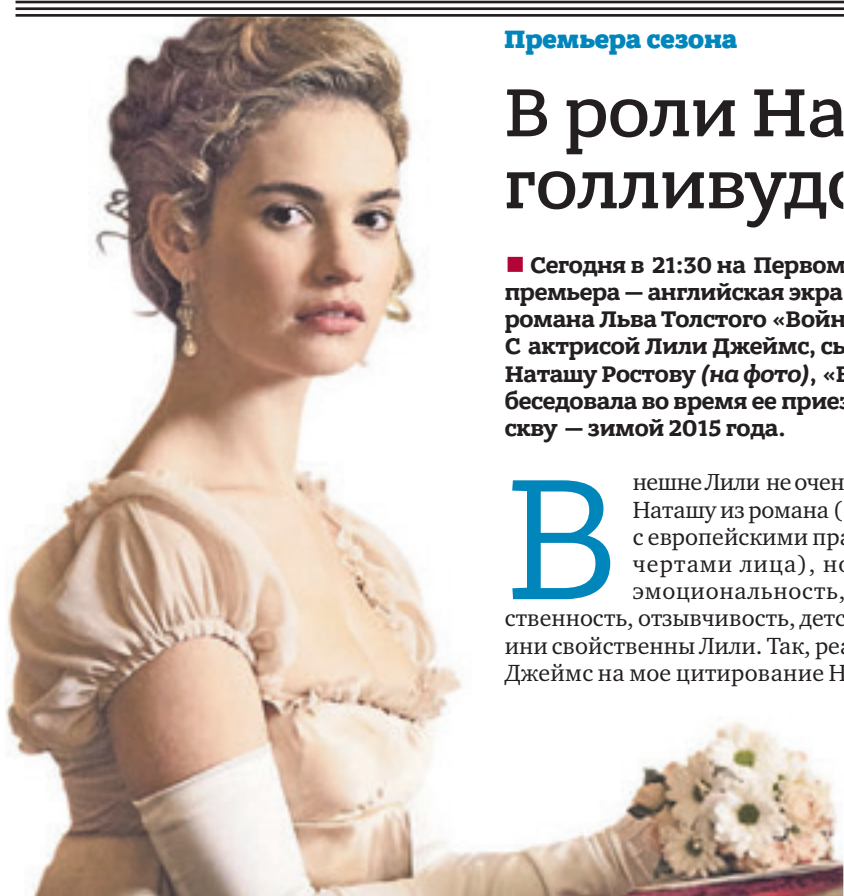 Премьера сезона
В роли На
голливудо
Сегодня в 21:30 на Первом
премьера — английская экра
романа Льва Толстого «Войн
С актрисой Лили Джеймс, сы
Наташу Ростову (на фото), «В
беседовала во время ее приез
скву — зимой 2015 года.
Внешне Лили не очен
Наташу из романа (
с европейскими пра
чертами лица), но
эмоциональность,
ственность, отзывчивость, детс
ини свойственны Лили. Так, реа
Джеймс на мое цитирование Н